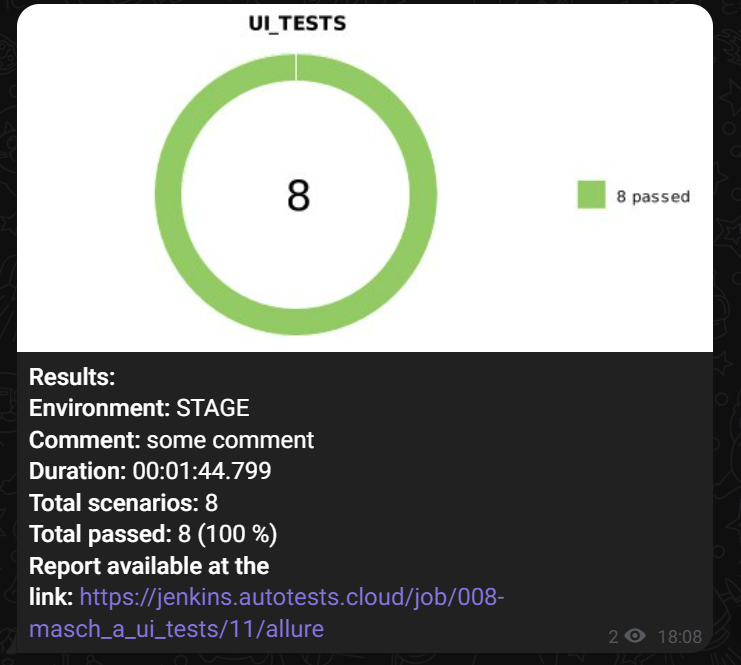 UI_TESTS
8
8 passed
Results:
Environment: STAGE
Comment: some comment
Duration: 00:01:44.799
Total scenarios: 8
Total passed: 8 (100 %)
Report available at the
link: https://jenkins.autotests.cloud/job/008-
masch_a_ui_tests/11/allure
2 18:08